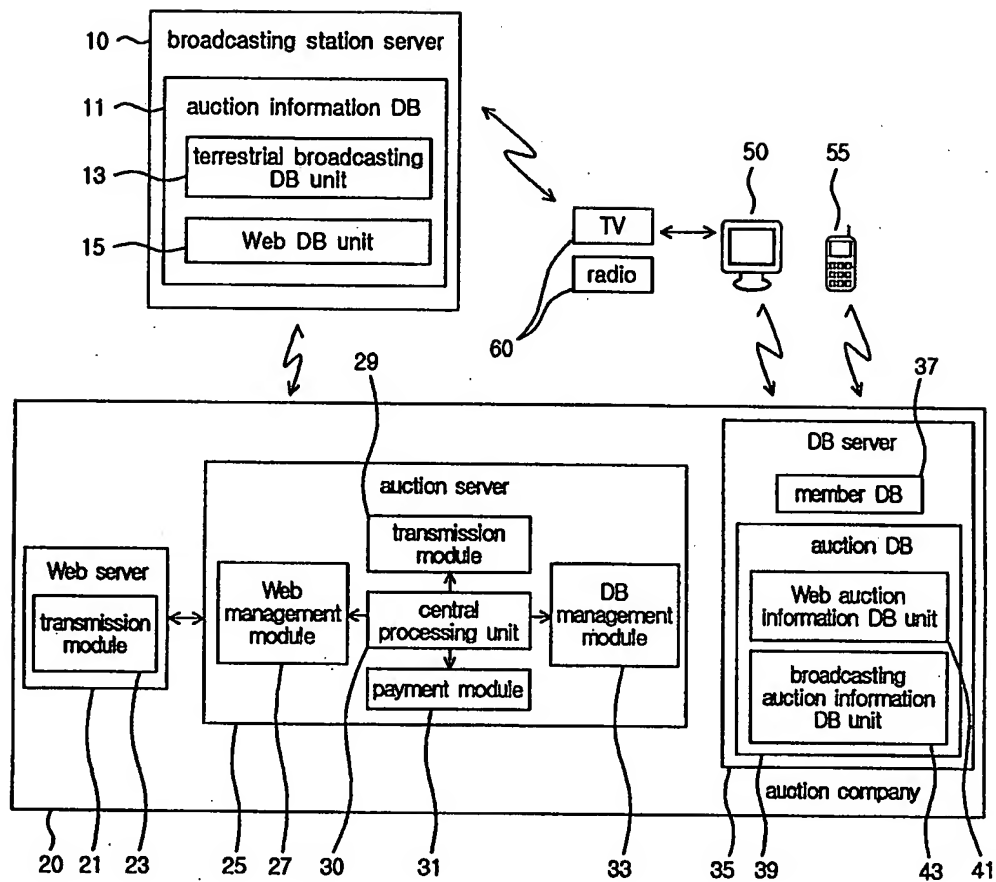 10
broadcasting station server
11
auction information DB
13
terrestrial broadcasting
DB unit
15
Web DB unit
TV
radio
60
50
55
29
37
DB server
member DB
auction DB
Web auction
information DB unit
broadcasting
auction information
DB unit
auction server
transmission
module
Web server
transmission
module
Web
management
module
central
processing unit
DB
management
module
payment module
auction company
20
21
23
25
27
30
31
33
35
39
43
41